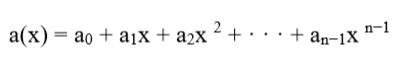 a(x) = a₀ + a₁x + a₂x ² + · · · + aₙ₋₁x ⁿ⁻¹